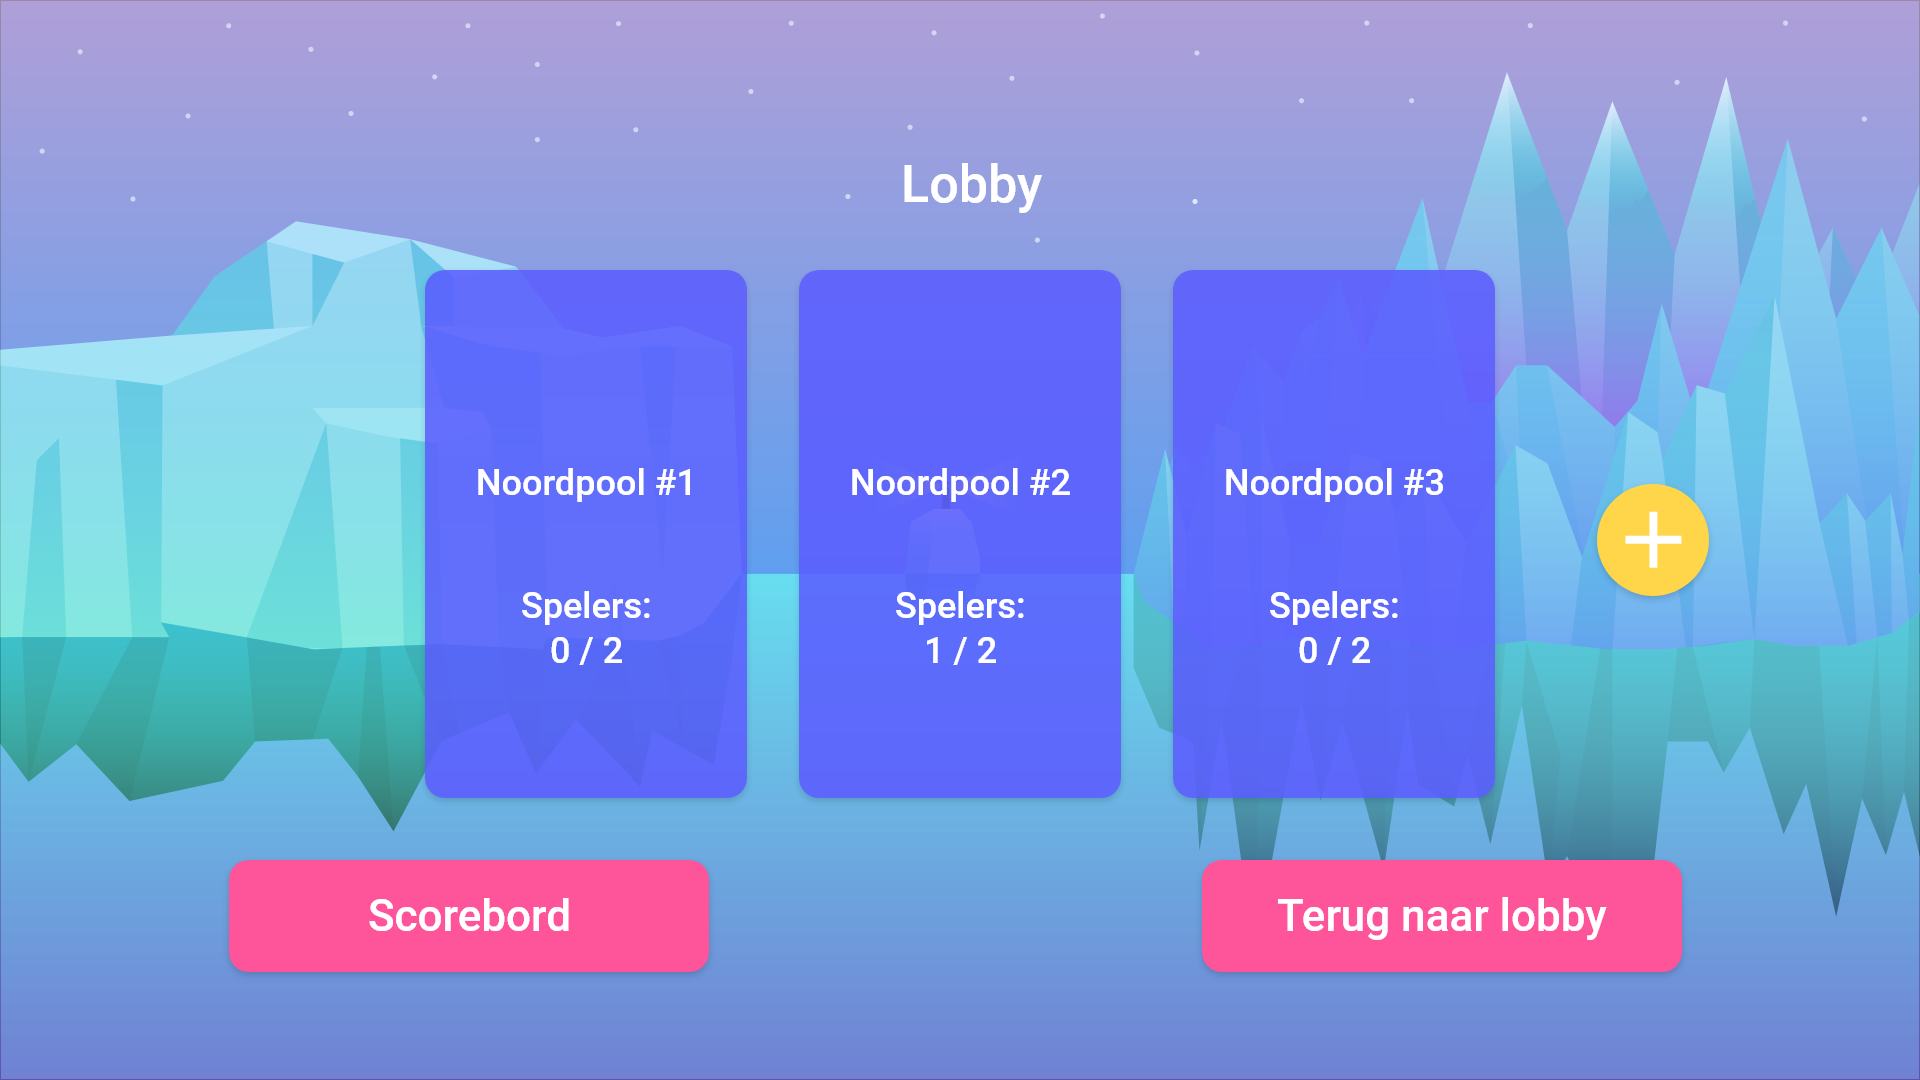 Lobby
Noordpool #1
Spelers:
0 / 2
Noordpool #2
Spelers:
1 / 2
Noordpool #3
Spelers:
0 / 2
Scorebord
Terug naar lobby